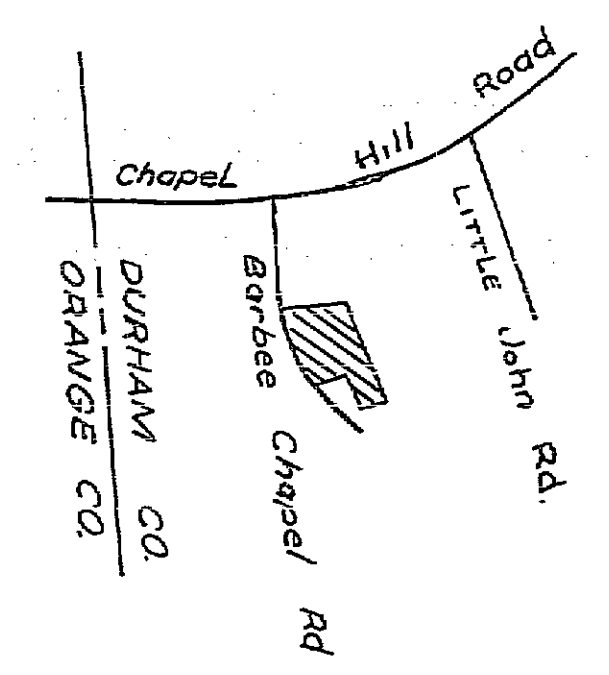 Chapel Hill Road
LITTLE John Rd.
Barbee Chapel Rd
DURHAM CO.
ORANGE CO.